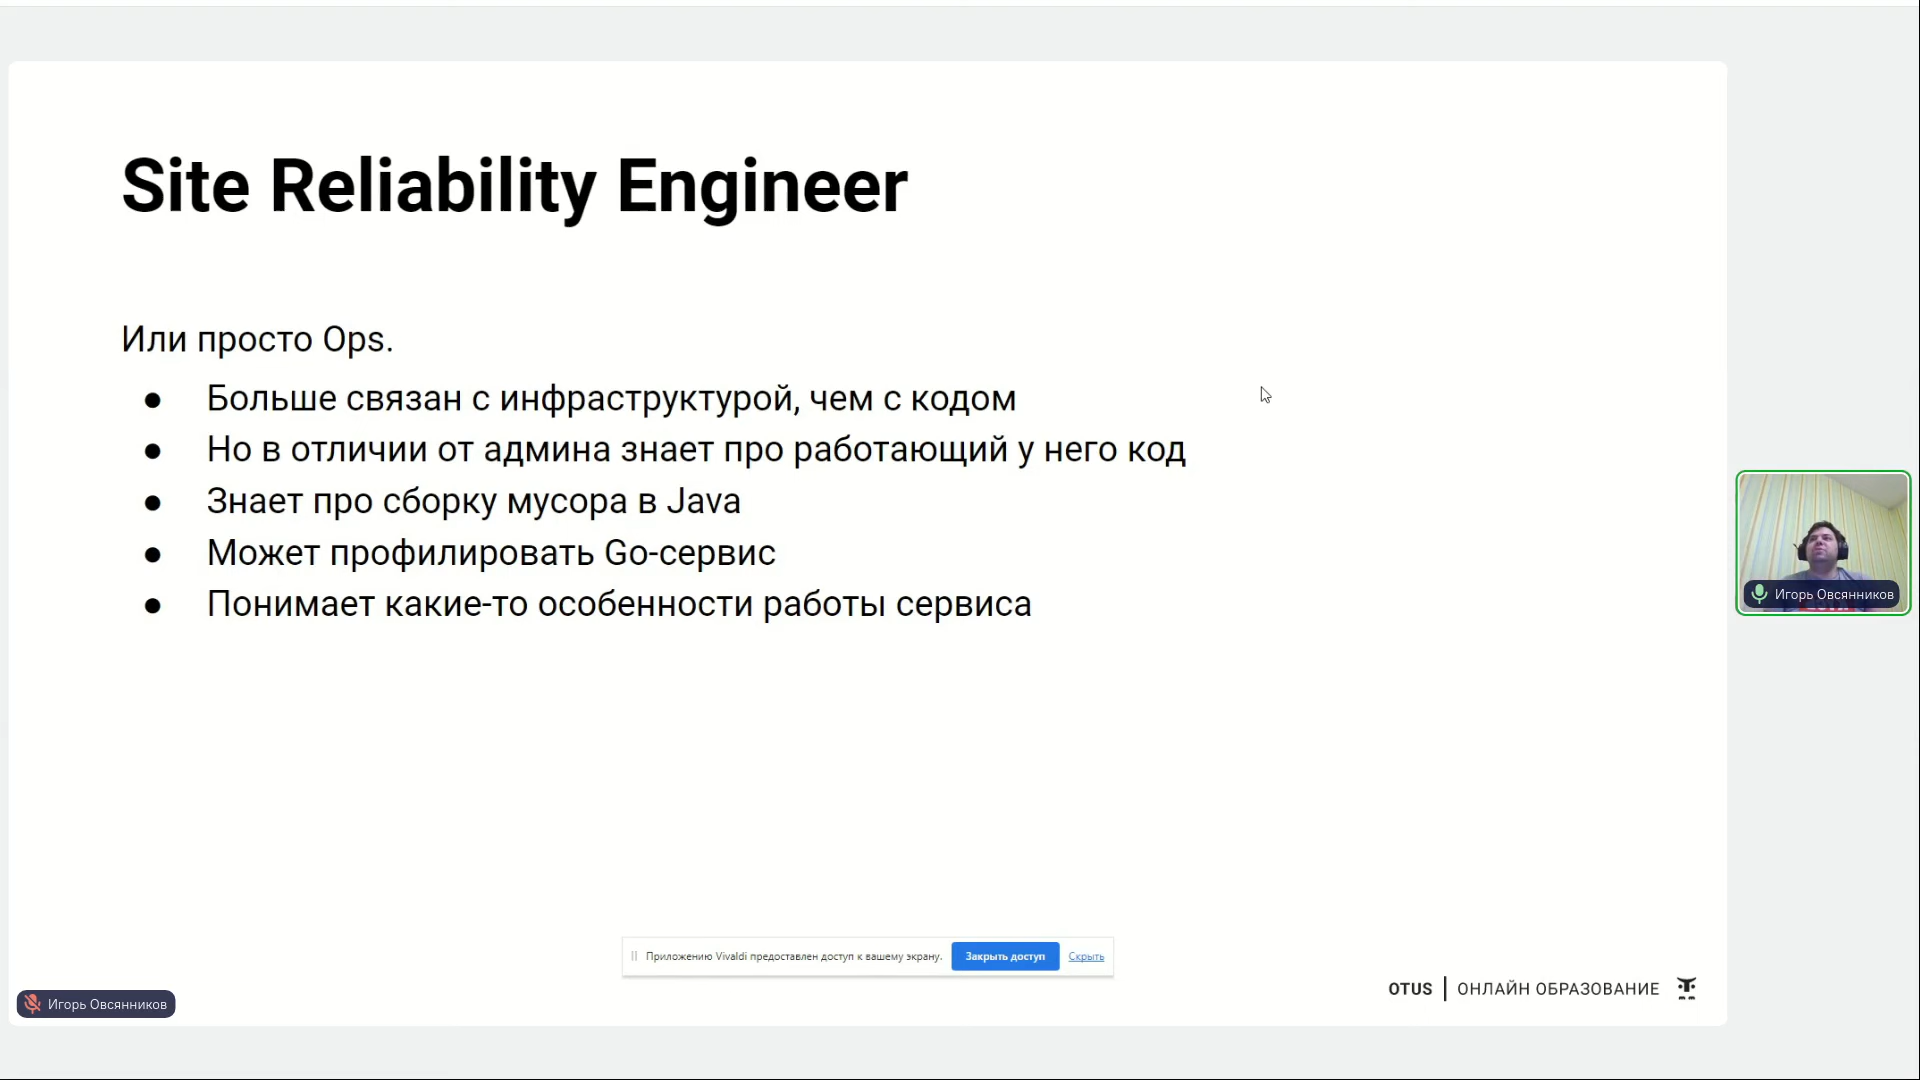 Site Reliability Engineer
Или просто Ops.
● Больше связан с инфраструктурой, чем с кодом
● Но в отличии от админа знает про работающий у него код
● Знает про сборку мусора в Java
● Может профилировать Go-сервис
● Понимает какие-то особенности работы сервиса
Игорь Овсянников
Приложению Vivaldi предоставлен доступ к вашему экрану. Закрыть доступ Скрыть
OTUS | ОНЛАЙН ОБРАЗОВАНИЕ
Игорь Овсянников